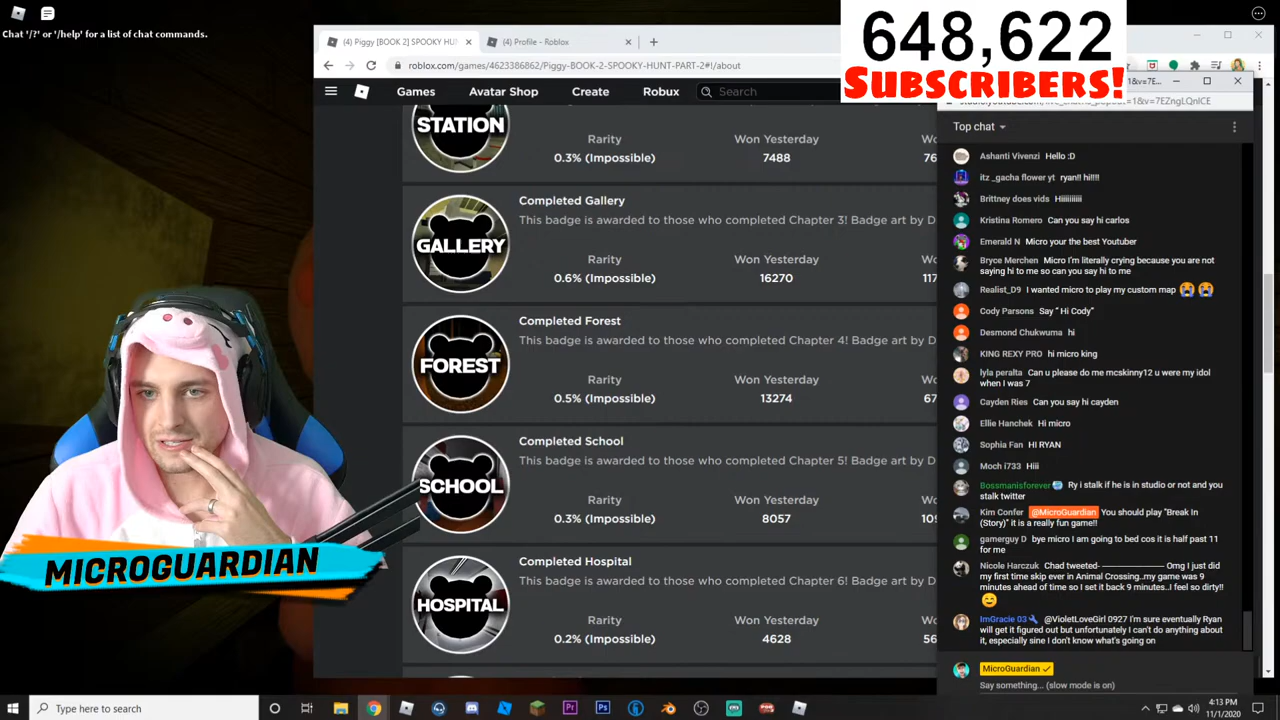 Chat '/?' or '/help' for a list of chat commands.
648,622
SUBSCRIBERS!
(4) Piggy [BOOK 2] SPOOKY HU
(4) Profile - Roblox
roblox.com/games/4623386862/Piggy-BOOK-2-SPOOKY-HUNT-PART-2#!/about
Games
Avatar Shop
Create
Robux
Search
STATION
Rarity
Won Yesterday
0.3% (Impossible)
7488
Completed Gallery
This badge is awarded to those who completed Chapter 3! Badge art by D
GALLERY
Rarity
Won Yesterday
0.6% (Impossible)
16270
Completed Forest
This badge is awarded to those who completed Chapter 4! Badge art by D
FOREST
Rarity
Won Yesterday
0.5% (Impossible)
13274
Completed School
This badge is awarded to those who completed Chapter 5! Badge art by D
SCHOOL
Rarity
Won Yesterday
(Impossible)
8057
Completed Hospital
This badge is awarded to those who completed Chapter 6! Badge art by D
HOSPITAL
Rarity
Won Yesterday
0.2% (Impossible)
4628
MICROGUARDIAN
Top chat
Ashanti Vivenzi Hello :D
itz _gacha flower yt ryan!! hi!!!!
Brittney does vids Hiiiiiiiiii
Kristina Romero Can you say hi carlos
Emerald N Micro your the best Youtuber
Bryce Merchen Micro I'm literally crying because you are not
saying hi to me so can you say hi to me
Realist_D9 I wanted micro to play my custom map 😭 😭
Cody Parsons Say " Hi Cody"
Desmond Chukwuma hi
KING REXY PRO hi micro king
lyla peralta Can u please do me mcskinny12 u were my idol
when I was 7
Cayden Ries Can you say hi cayden
Ellie Hanchek Hi micro
Sophia Fan HI RYAN
Moch i733 Hiii
Bossmanisforever Ry i stalk if he is in studio or not and you
stalk twitter
Kim Confer @MicroGuardian You should play "Break In
(Story)" it is a really fun game!!
gamerguy D bye micro I am going to bed cos it is half past 11
for me
Nicole Harczuk Chad tweeted- ——————— Omg I just did
my first time skip ever in Animal Crossing..my game was 9
minutes ahead of time so I set it back 9 minutes..I feel so dirty!!
😊
ImGracie 03 @VioletLoveGirl 0927 I'm sure eventually Ryan
will get it figured out but unfortunately I can't do anything about
it, especially sine I don't know what's going on
MicroGuardian
Say something... (slow mode is on)
Type here to search
4:13 PM
11/1/2020